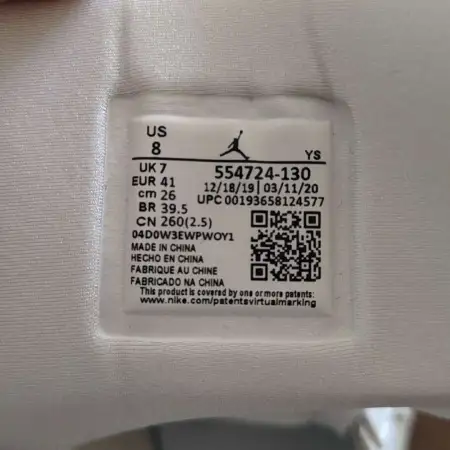 US
8
YS
UK 7
554724-130
EUR 41
12/18/19 | 03/11/20
cm 26
UPC 00193658124577
BR 39.5
CN 260(2.5)
04D0W3EWPWOY1
MADE IN CHINA
HECHO EN CHINA
FABRIQUE AU CHINE
FABRICADO NA CHINA
This product is covered by one or more patents:
www.nike.com/patentsvirtualmarking